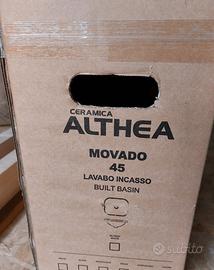 CERAMICA
ALTHEA
MOVADO
45
LAVABO INCASSO
BUILT BASIN
subito